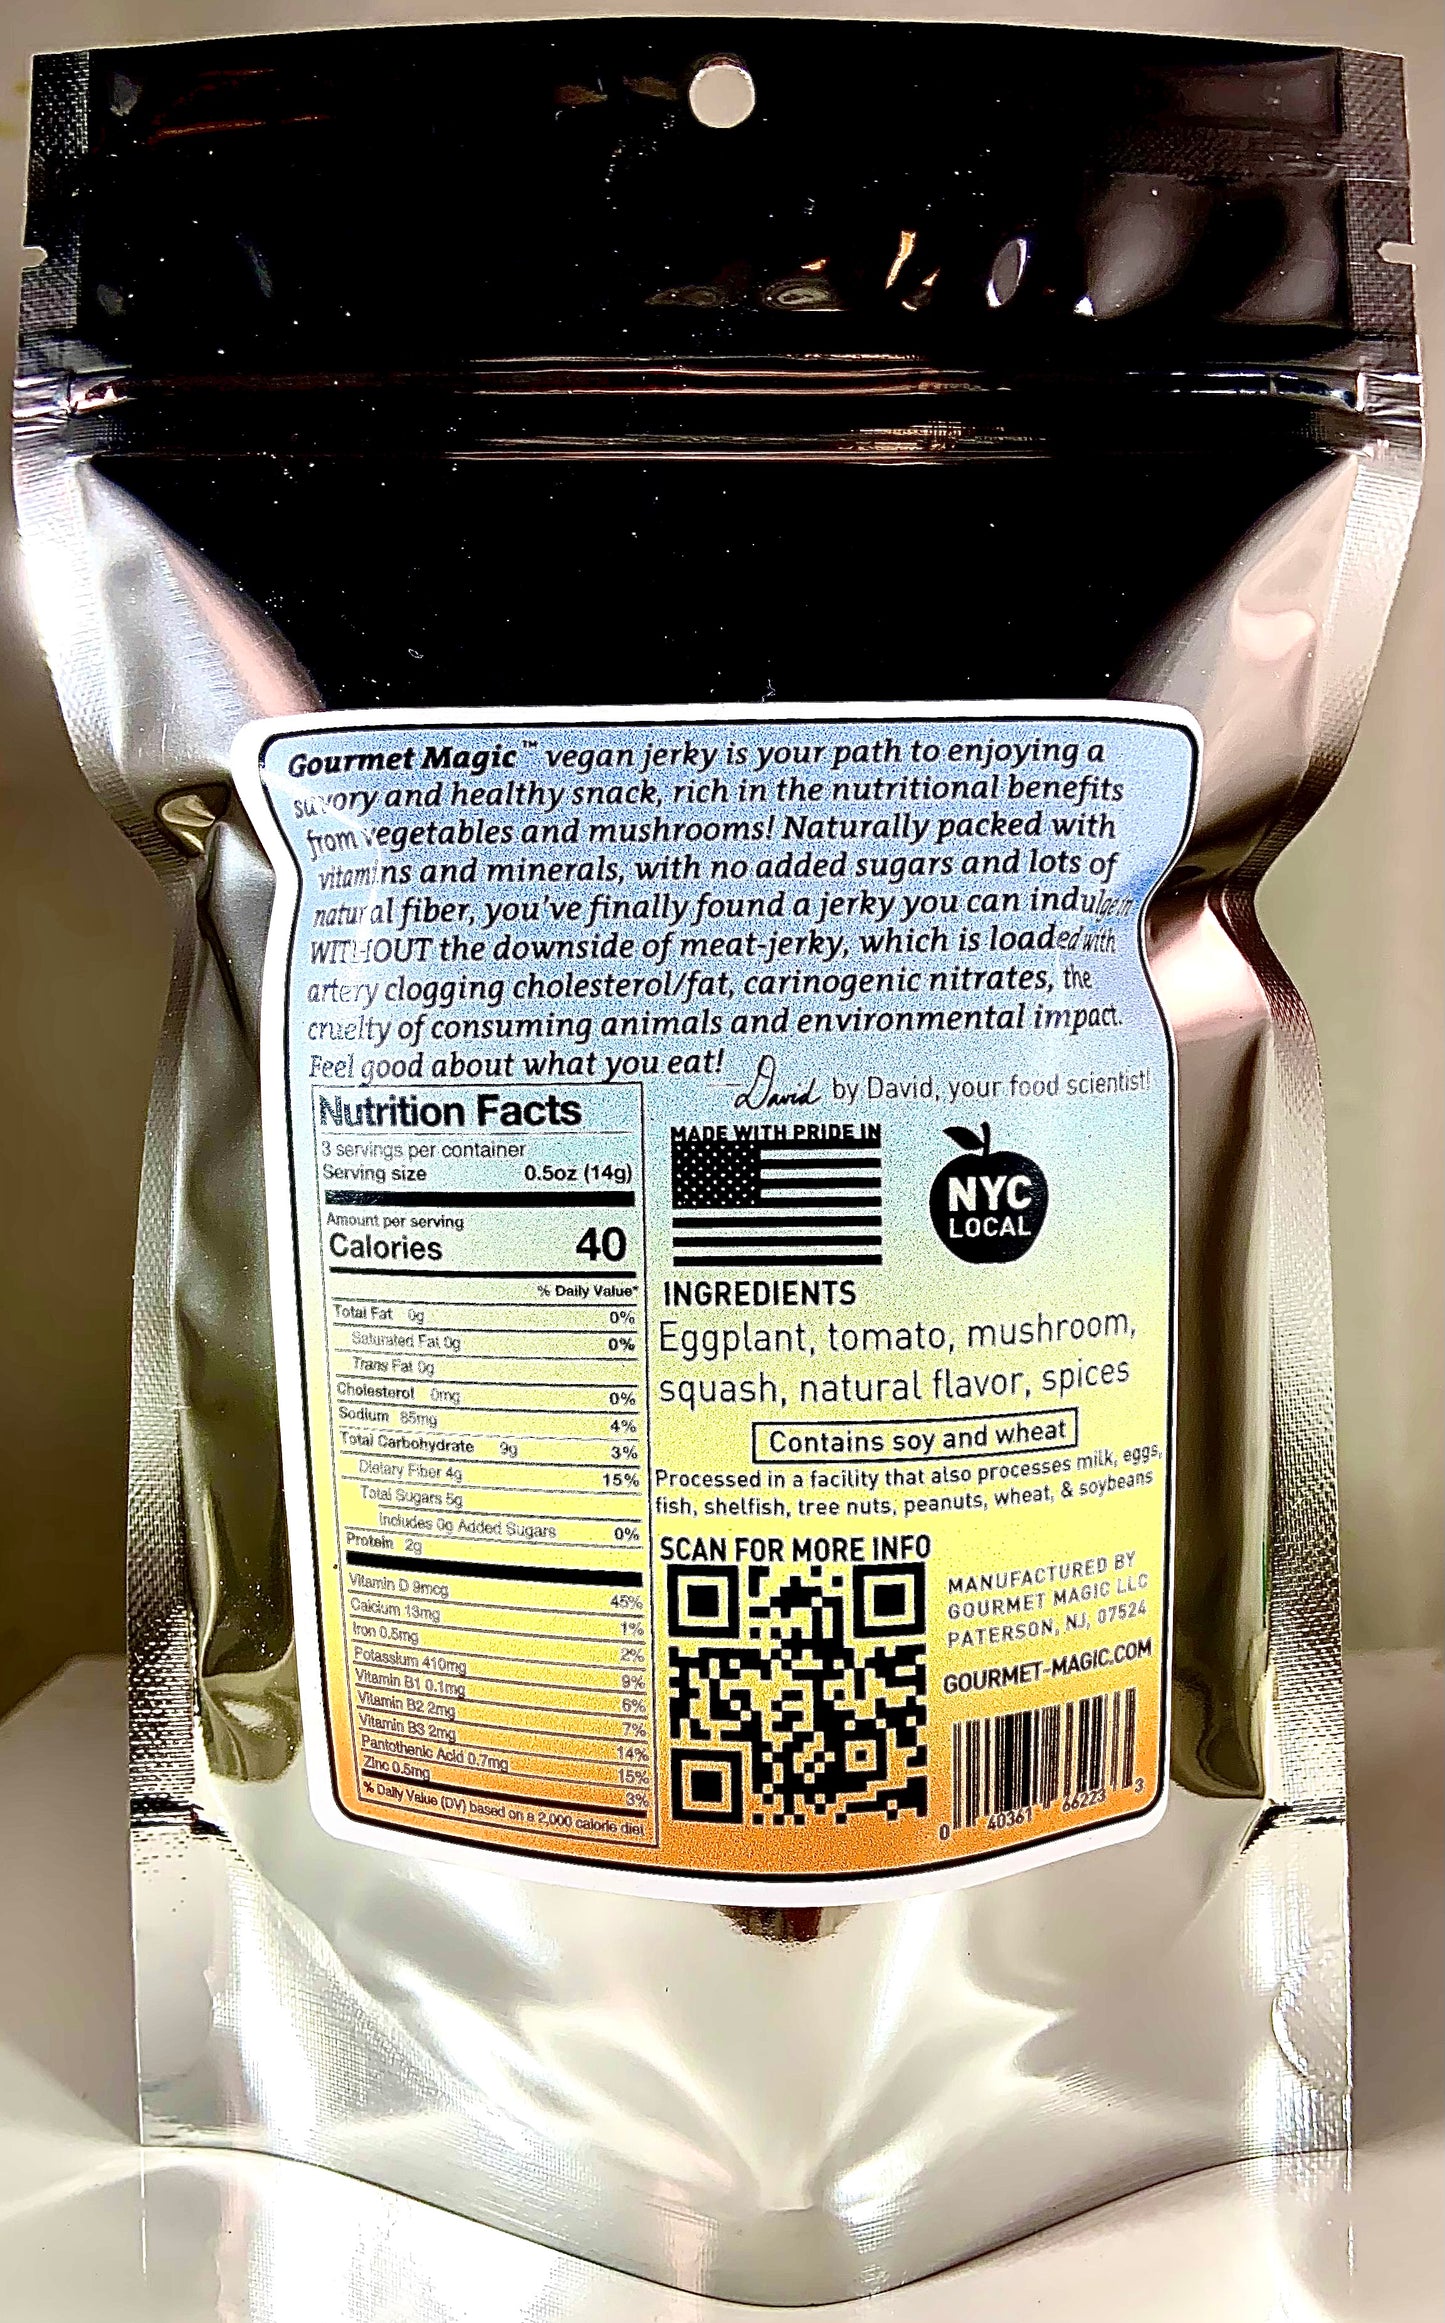 Gourmet Magic™ vegan jerky is your path to enjoying a
savory and healthy snack, rich in the nutritional benefits
from vegetables and mushrooms! Naturally packed with
vitamins and minerals, with no added sugars and lots of
natural fiber, you've finally found a jerky you can indulge in
WITHOUT the downside of meat-jerky, which is loaded with
artery clogging cholesterol/fat, carinogenic nitrates, the
cruelty of consuming animals and environmental impact.
Feel good about what you eat!
David by David, your food scientist!
Nutrition Facts
3 servings per container
Serving size 0.5oz (14g)
Amount per serving
Calories 40
% Daily Value*
Total Fat 0g 0%
Saturated Fat 0g 0%
Trans Fat 0g
Cholesterol 0mg 0%
Sodium 85mg 4%
Total Carbohydrate 9g 3%
Dietary Fiber 4g 15%
Total Sugars 5g
Includes 0g Added Sugars 0%
Protein 2g
Vitamin D 9mcg 45%
Calcium 13mg 1%
Iron 0.5mg 2%
Potassium 410mg 9%
Vitamin B1 0.1mg 6%
Vitamin B2 2mg 7%
Vitamin B3 2mg 14%
Pantothenic Acid 0.7mg 15%
Zinc 0.5mg 3%
% Daily Value (DV) based on a 2,000 calorie diet
MADE WITH PRIDE IN
NYC
LOCAL
INGREDIENTS
Eggplant, tomato, mushroom,
squash, natural flavor, spices
Contains soy and wheat
Processed in a facility that also processes milk, eggs,
fish, shelfish, tree nuts, peanuts, wheat, & soybeans
SCAN FOR MORE INFO
MANUFACTURED BY
GOURMET MAGIC LLC
PATERSON, NJ, 07524
GOURMET-MAGIC.COM
0 40361 66223 3